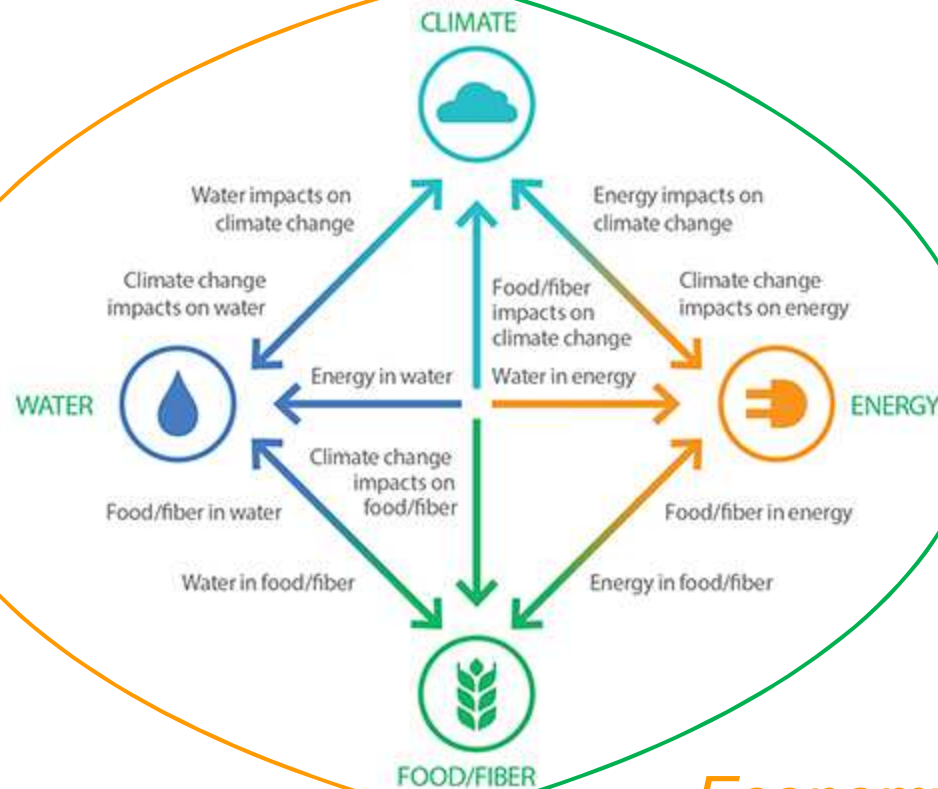 CLIMATE
Water impacts on
climate change
Energy impacts on
climate change
Climate change
impacts on water
Food/fiber
impacts on
climate change
Climate change
impacts on energy
Energy in water
Water in energy
WATER
ENERGY
Climate change
impacts on
food/fiber
Food/fiber in water
Food/fiber in energy
Water in food/fiber
Energy in food/fiber
FOOD/FIBER